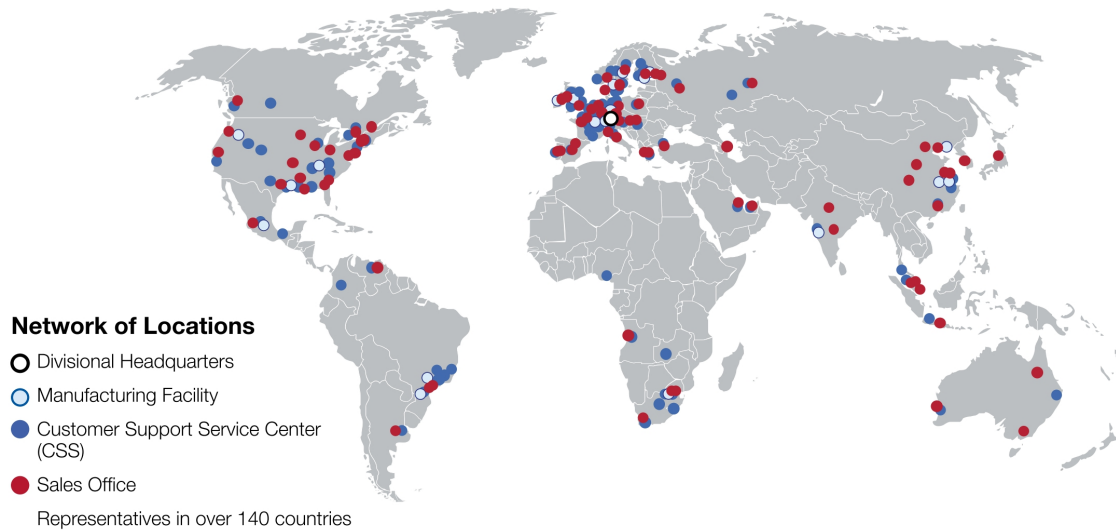 Network of Locations
Divisional Headquarters
Manufacturing Facility
Customer Support Service Center
(CSS)
Sales Office
Representatives in over 140 countries